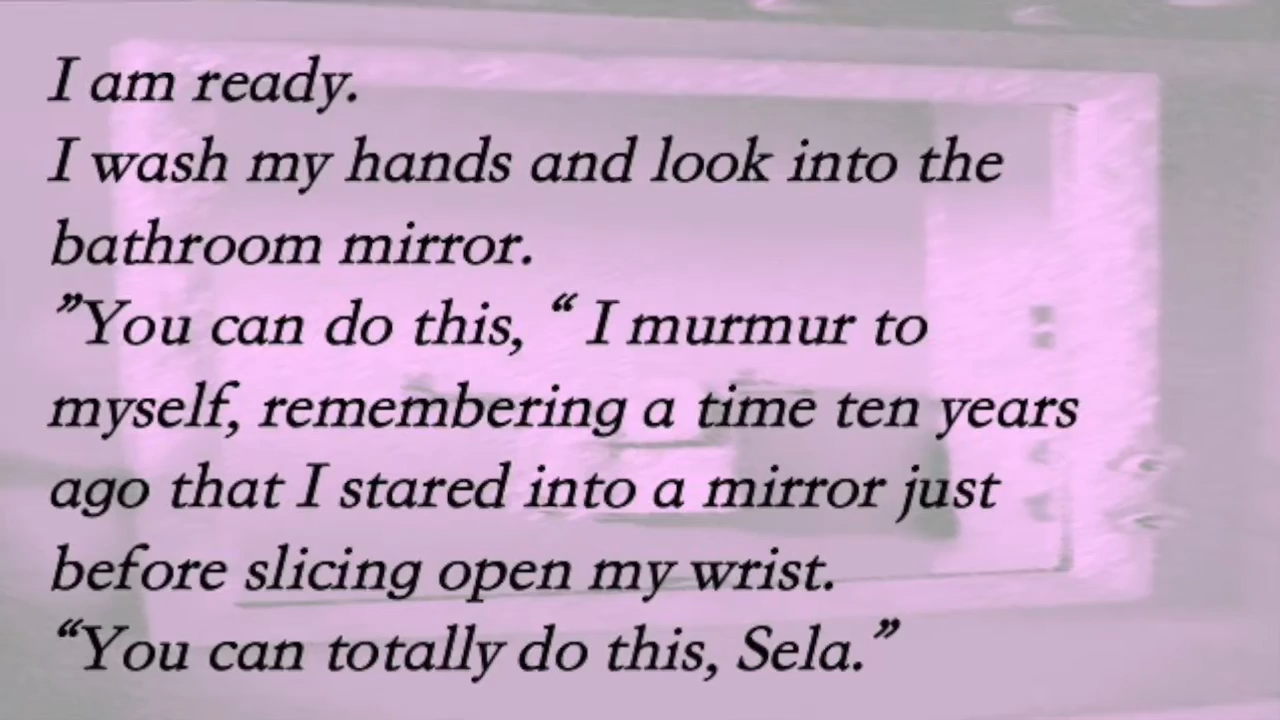 I am ready.
I wash my hands and look into the
bathroom mirror.
”You can do this, “ I murmur to
myself, remembering a time ten years
ago that I stared into a mirror just
before slicing open my wrist.
“You can totally do this, Sela.”